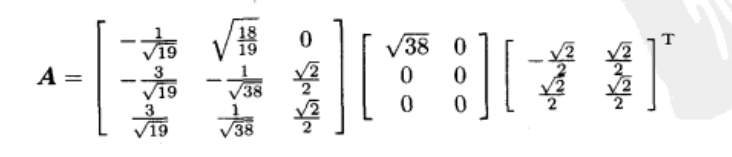 A = [ -1/√19  √(18/19)  0 ; -3/√19  -1/√38  √2/2 ; 3/√19  1/√38  √2/2 ] [ √38  0 ; 0  0 ; 0  0 ] [ -√2/2  √2/2 ; √2/2  √2/2 ]^T